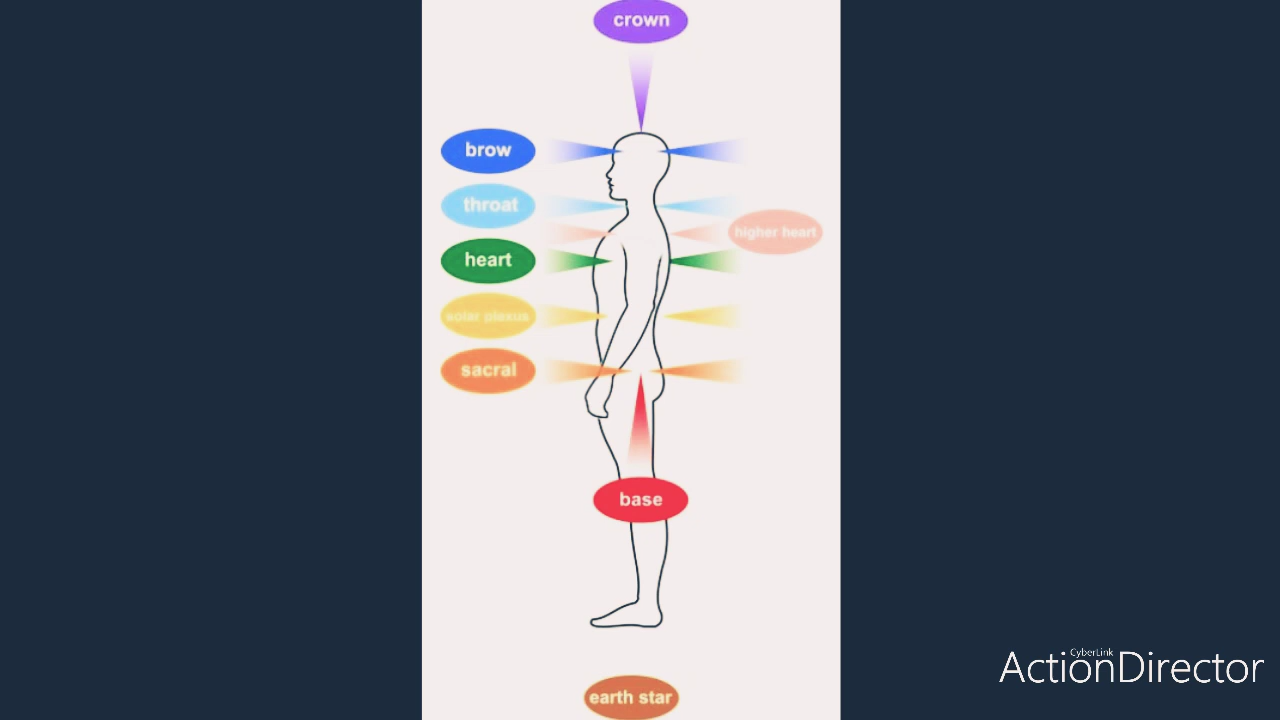 crown
brow
throat
higher heart
heart
solar plexus
sacral
base
earth star
CyberLink
ActionDirector